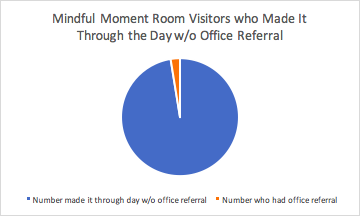 Mindful Moment Room Visitors who Made It
Through the Day w/o Office Referral
Number made it through day w/o office referral
Number who had office referral